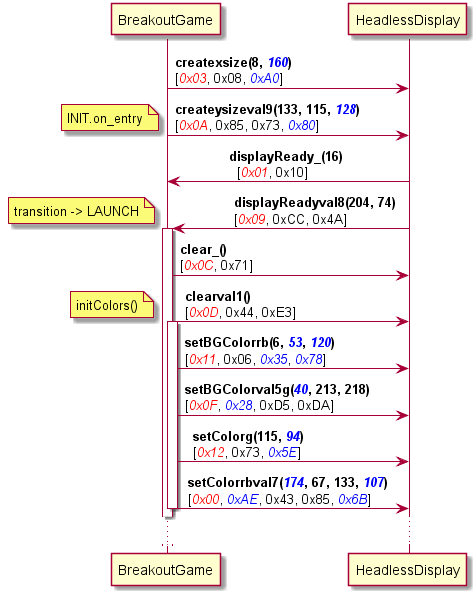 BreakoutGame HeadlessDisplay
createxsize(8, 160)
[0x03, 0x08, 0xA0]
INIT.on_entry
createysizeval9(133, 115, 128)
[0x0A, 0x85, 0x73, 0x80]
displayReady_(16)
[0x01, 0x10]
transition -> LAUNCH
displayReadyval8(204, 74)
[0x09, 0xCC, 0x4A]
clear_()
[0x0C, 0x71]
initColors()
clearval1()
[0x0D, 0x44, 0xE3]
setBGColorrb(6, 53, 120)
[0x11, 0x06, 0x35, 0x78]
setBGColorval5g(40, 213, 218)
[0x0F, 0x28, 0xD5, 0xDA]
setColorg(115, 94)
[0x12, 0x73, 0x5E]
setColorrbval7(174, 67, 133, 107)
[0x00, 0xAE, 0x43, 0x85, 0x6B]
BreakoutGame HeadlessDisplay